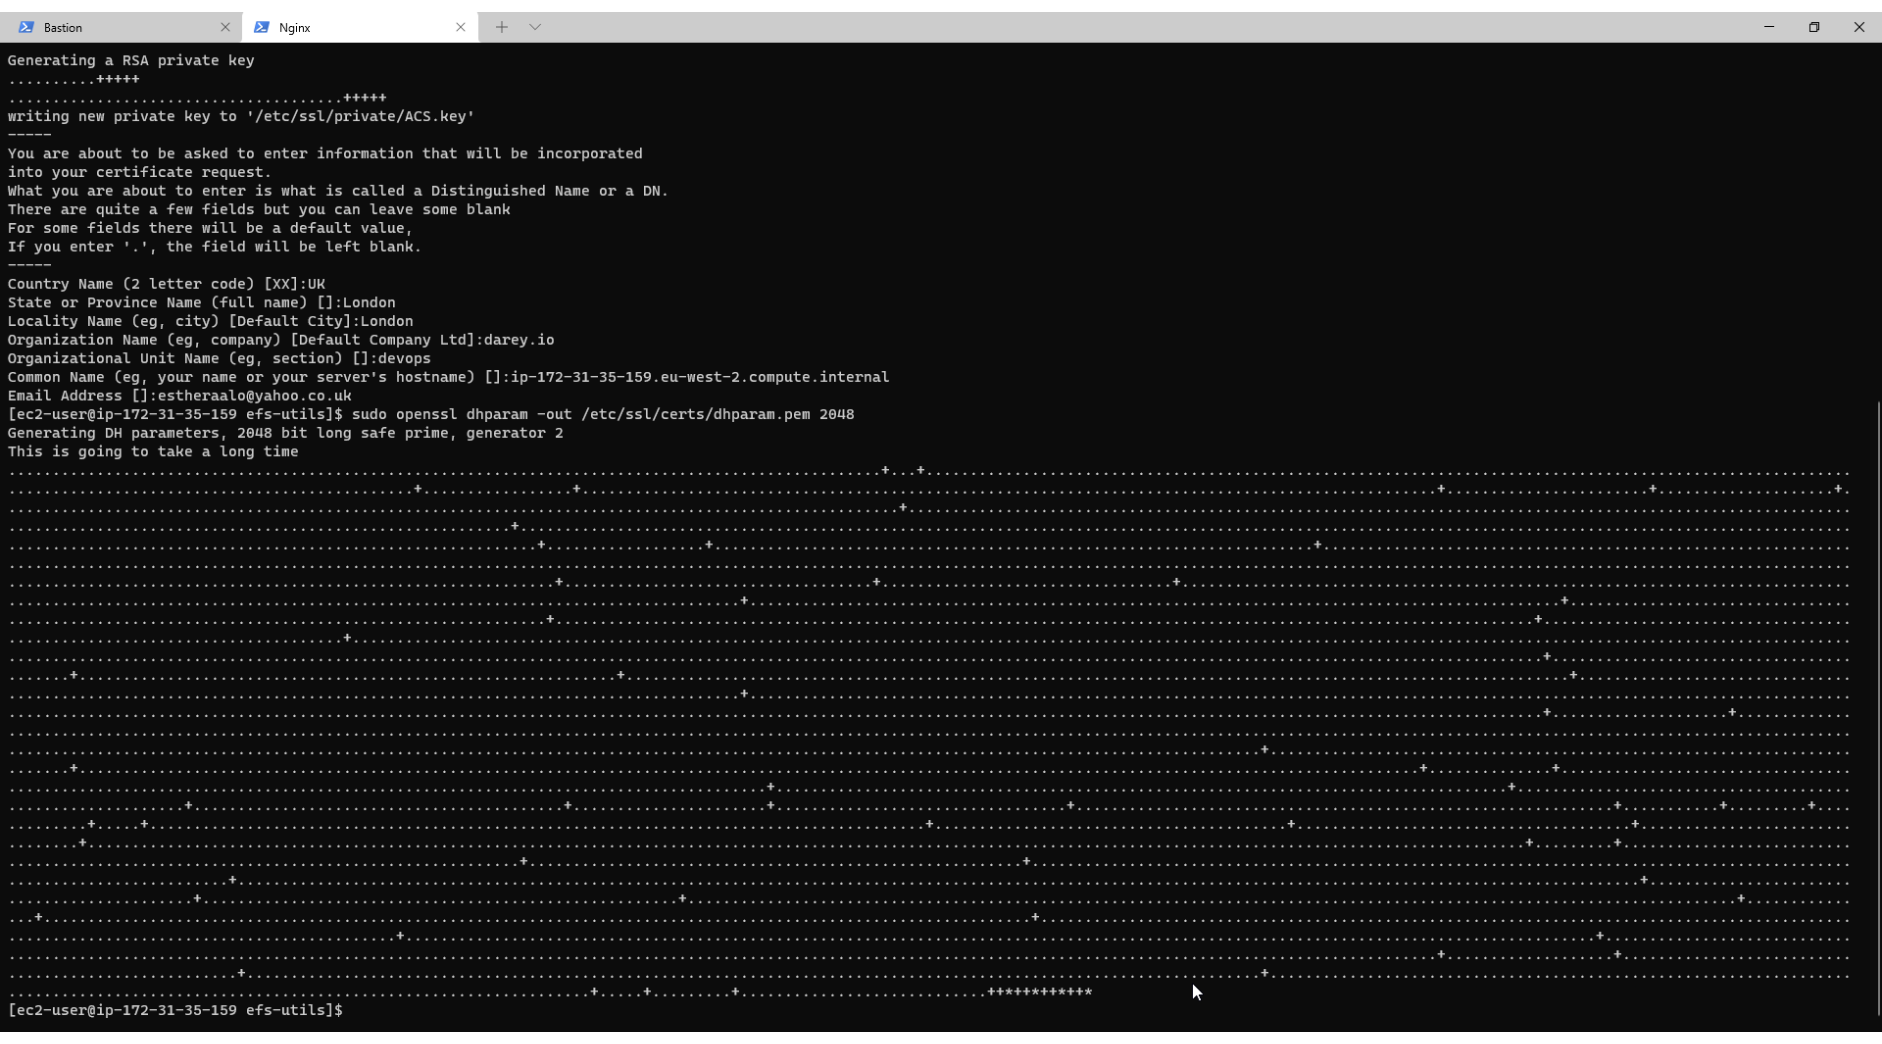 Bastion
Nginx
Generating a RSA private key
..........+++++
......................................+++++
writing new private key to '/etc/ssl/private/ACS.key'
-----
You are about to be asked to enter information that will be incorporated
into your certificate request.
What you are about to enter is what is called a Distinguished Name or a DN.
There are quite a few fields but you can leave some blank
For some fields there will be a default value,
If you enter '.', the field will be left blank.
-----
Country Name (2 letter code) [XX]:UK
State or Province Name (full name) []:London
Locality Name (eg, city) [Default City]:London
Organization Name (eg, company) [Default Company Ltd]:darey.io
Organizational Unit Name (eg, section) []:devops
Common Name (eg, your name or your server's hostname) []:ip-172-31-35-159.eu-west-2.compute.internal
Email Address []:estheraalo@yahoo.co.uk
[ec2-user@ip-172-31-35-159 efs-utils]$ sudo openssl dhparam -out /etc/ssl/certs/dhparam.pem 2048
Generating DH parameters, 2048 bit long safe prime, generator 2
This is going to take a long time
[ec2-user@ip-172-31-35-159 efs-utils]$